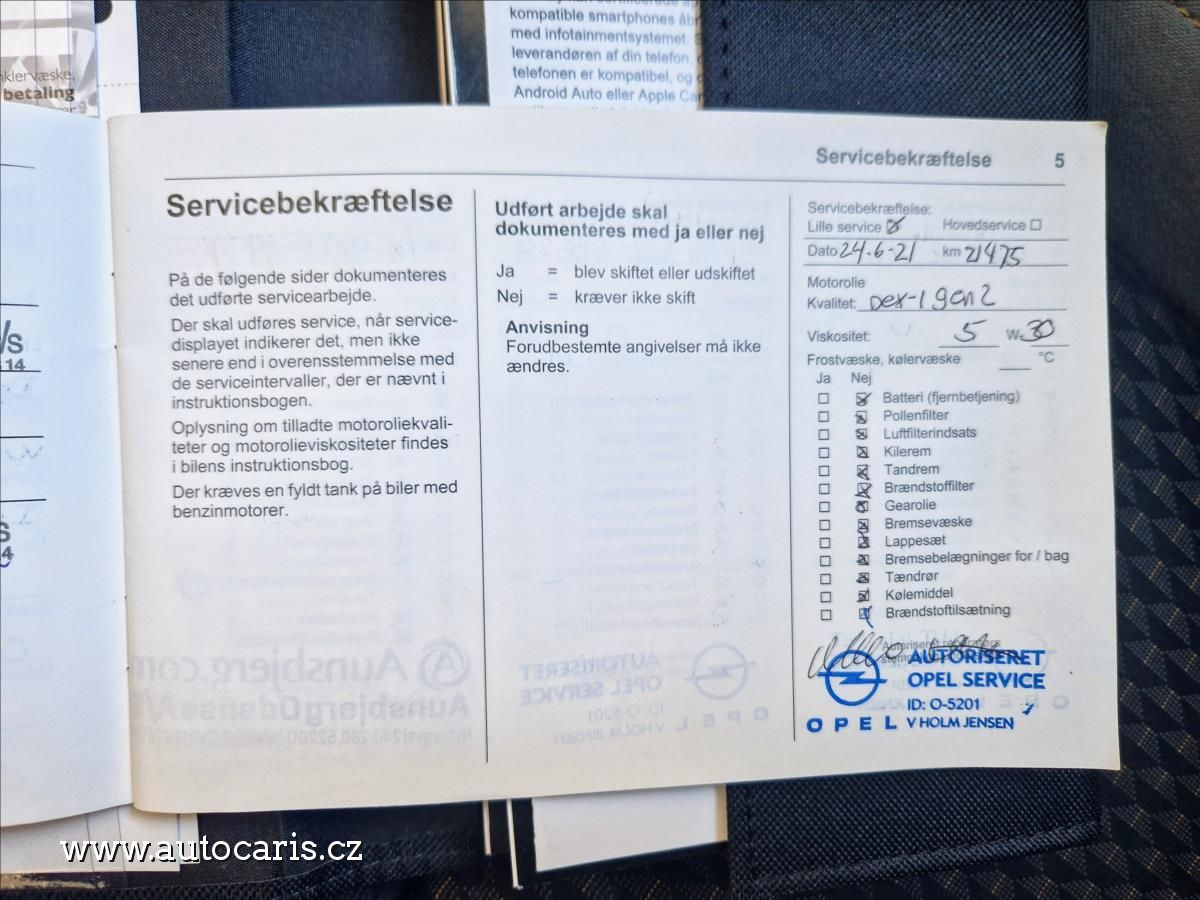 kompatible smartphones
med infotainmentsystemet.
leverandøren af din telefon,
telefonen er kompatibel, og
Android Auto eller Apple Car
betaling
Servicebekræftelse 5
Servicebekræftelse
På de følgende sider dokumenteres
det udførte servicearbejde.
Der skal udføres service, når service-
displayet indikerer det, men ikke
senere end i overensstemmelse med
de serviceintervaller, der er nævnt i
instruktionsbogen.
Oplysning om tilladte motoroliekvali-
teter og motorolieviskositeter findes
i bilens instruktionsbog.
Der kræves en fyldt tank på biler med
benzinmotorer.
Udført arbejde skal
dokumenteres med ja eller nej
Ja = blev skiftet eller udskiftet
Nej = kræver ikke skift
Anvisning
Forudbestemte angivelser må ikke
ændres.
Servicebekræftelse:
Lille service Hovedservice
Dato 24-6-21 km 21475
Motorolie
Kvalitet: Dex-1 gen 2
Viskositet: 5 W- 30
Frostvæske, kølervæske °C
Ja Nej
Batteri (fjernbetjening)
Pollenfilter
Luftfilterindsats
Kilerem
Tandrem
Brændstoffilter
Gearolie
Bremsevæske
Lappesæt
Bremsebelægninger for / bag
Tændrør
Kølemiddel
Brændstoftilsætning
AUTORISERET
OPEL SERVICE
ID: O-5201
OPEL V HOLM JENSEN
www.autocaris.cz